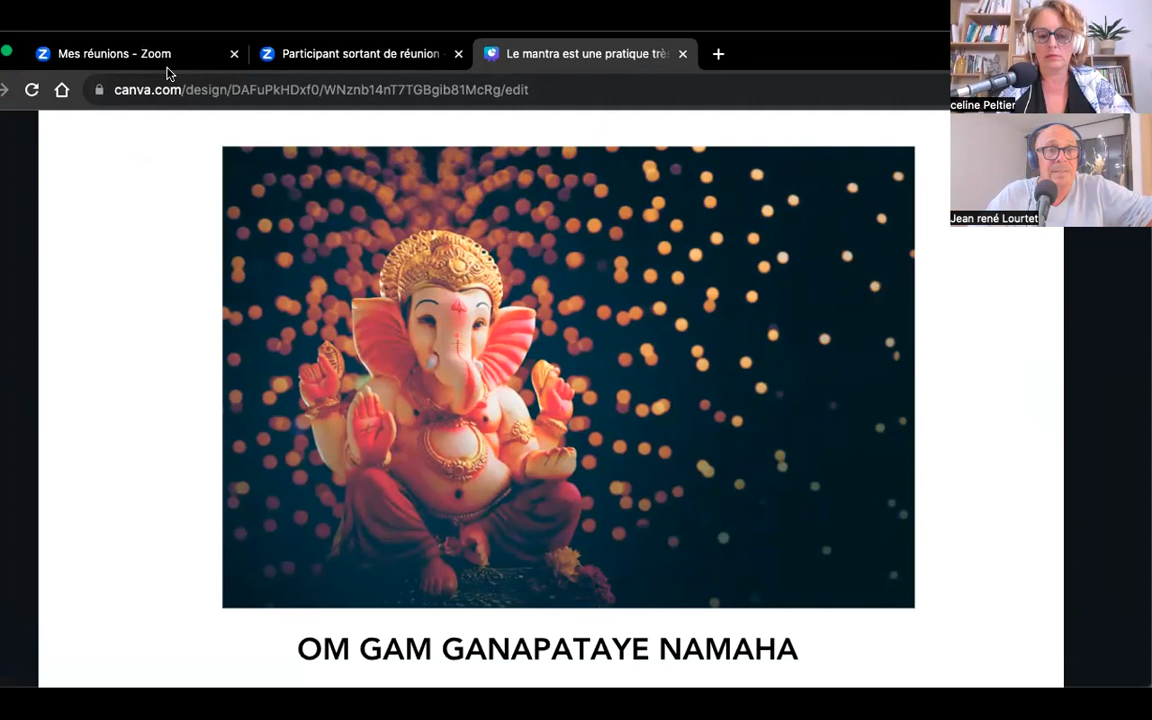 Mes réunions - Zoom
Participant sortant de réunion -
Le mantra est une pratique très
canva.com/design/DAFuPkHDxf0/WNznb14nT7TGBgib81McRg/edit
celine Peltier
Jean rené Lourtet
OM GAM GANAPATAYE NAMAHA